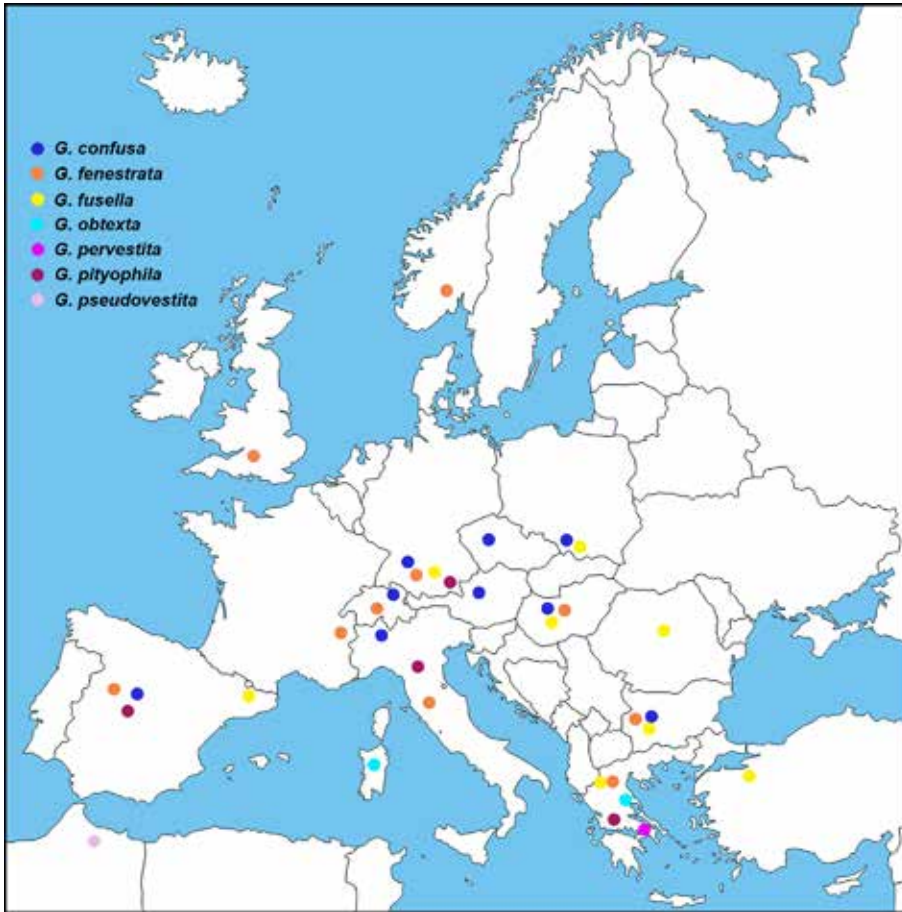 G. confusa
G. fenestrata
G. fusella
G. obtexta
G. pervestita
G. pityophila
G. pseudovestita